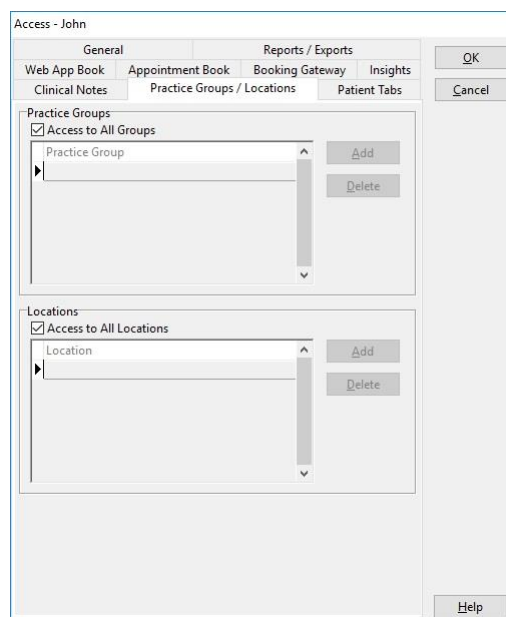 Access - John
General Reports / Exports
Web App Book Appointment Book Booking Gateway Insights
Clinical Notes Practice Groups / Locations Patient Tabs
OK
Cancel
Practice Groups
Access to All Groups
Practice Group
Add
Delete
Locations
Access to All Locations
Location
Add
Delete
Help